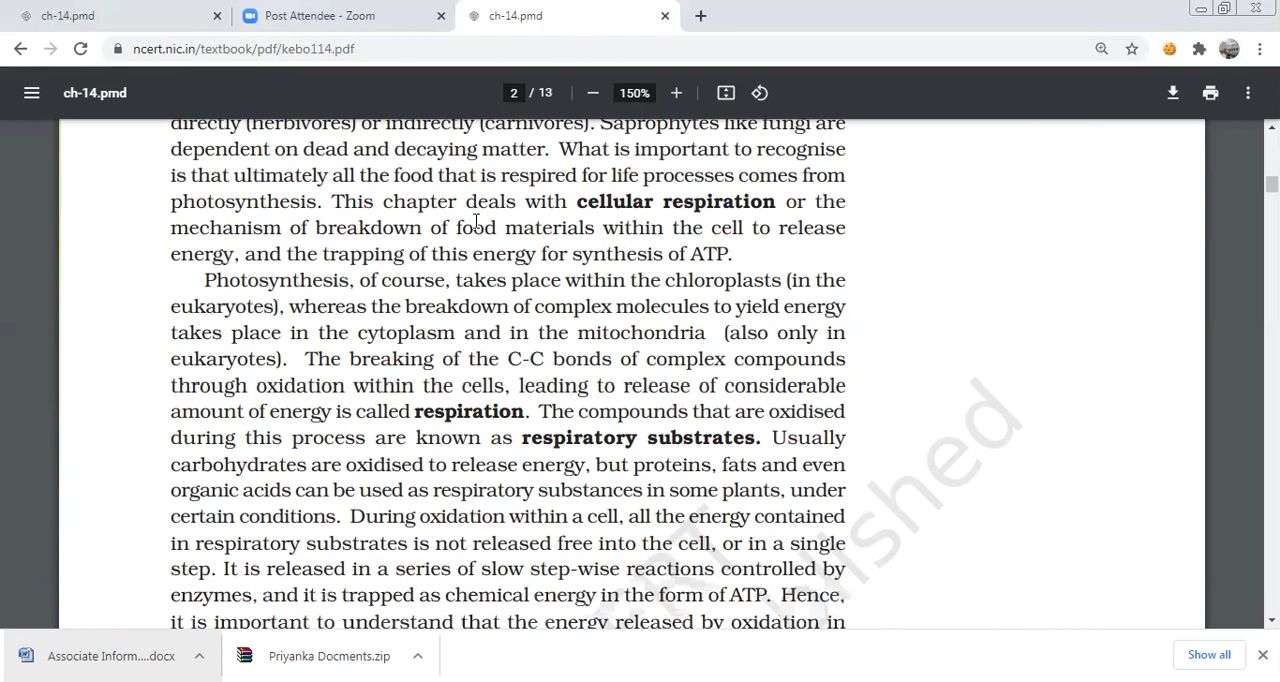 ch-14.pmd
Post Attendee - Zoom
ch-14.pmd
ncert.nic.in/textbook/pdf/kebo114.pdf
ch-14.pmd
2 / 13
150%
directly (herbivores) or indirectly (carnivores). Saprophytes like fungi are
dependent on dead and decaying matter. What is important to recognise
is that ultimately all the food that is respired for life processes comes from
photosynthesis. This chapter deals with cellular respiration or the
mechanism of breakdown of food materials within the cell to release
energy, and the trapping of this energy for synthesis of ATP.
Photosynthesis, of course, takes place within the chloroplasts (in the
eukaryotes), whereas the breakdown of complex molecules to yield energy
takes place in the cytoplasm and in the mitochondria (also only in
eukaryotes). The breaking of the C-C bonds of complex compounds
through oxidation within the cells, leading to release of considerable
amount of energy is called respiration. The compounds that are oxidised
during this process are known as respiratory substrates. Usually
carbohydrates are oxidised to release energy, but proteins, fats and even
organic acids can be used as respiratory substances in some plants, under
certain conditions. During oxidation within a cell, all the energy contained
in respiratory substrates is not released free into the cell, or in a single
step. It is released in a series of slow step-wise reactions controlled by
enzymes, and it is trapped as chemical energy in the form of ATP. Hence,
it is important to understand that the energy released by oxidation in
Associate Inform....docx
Priyanka Docments.zip
Show all